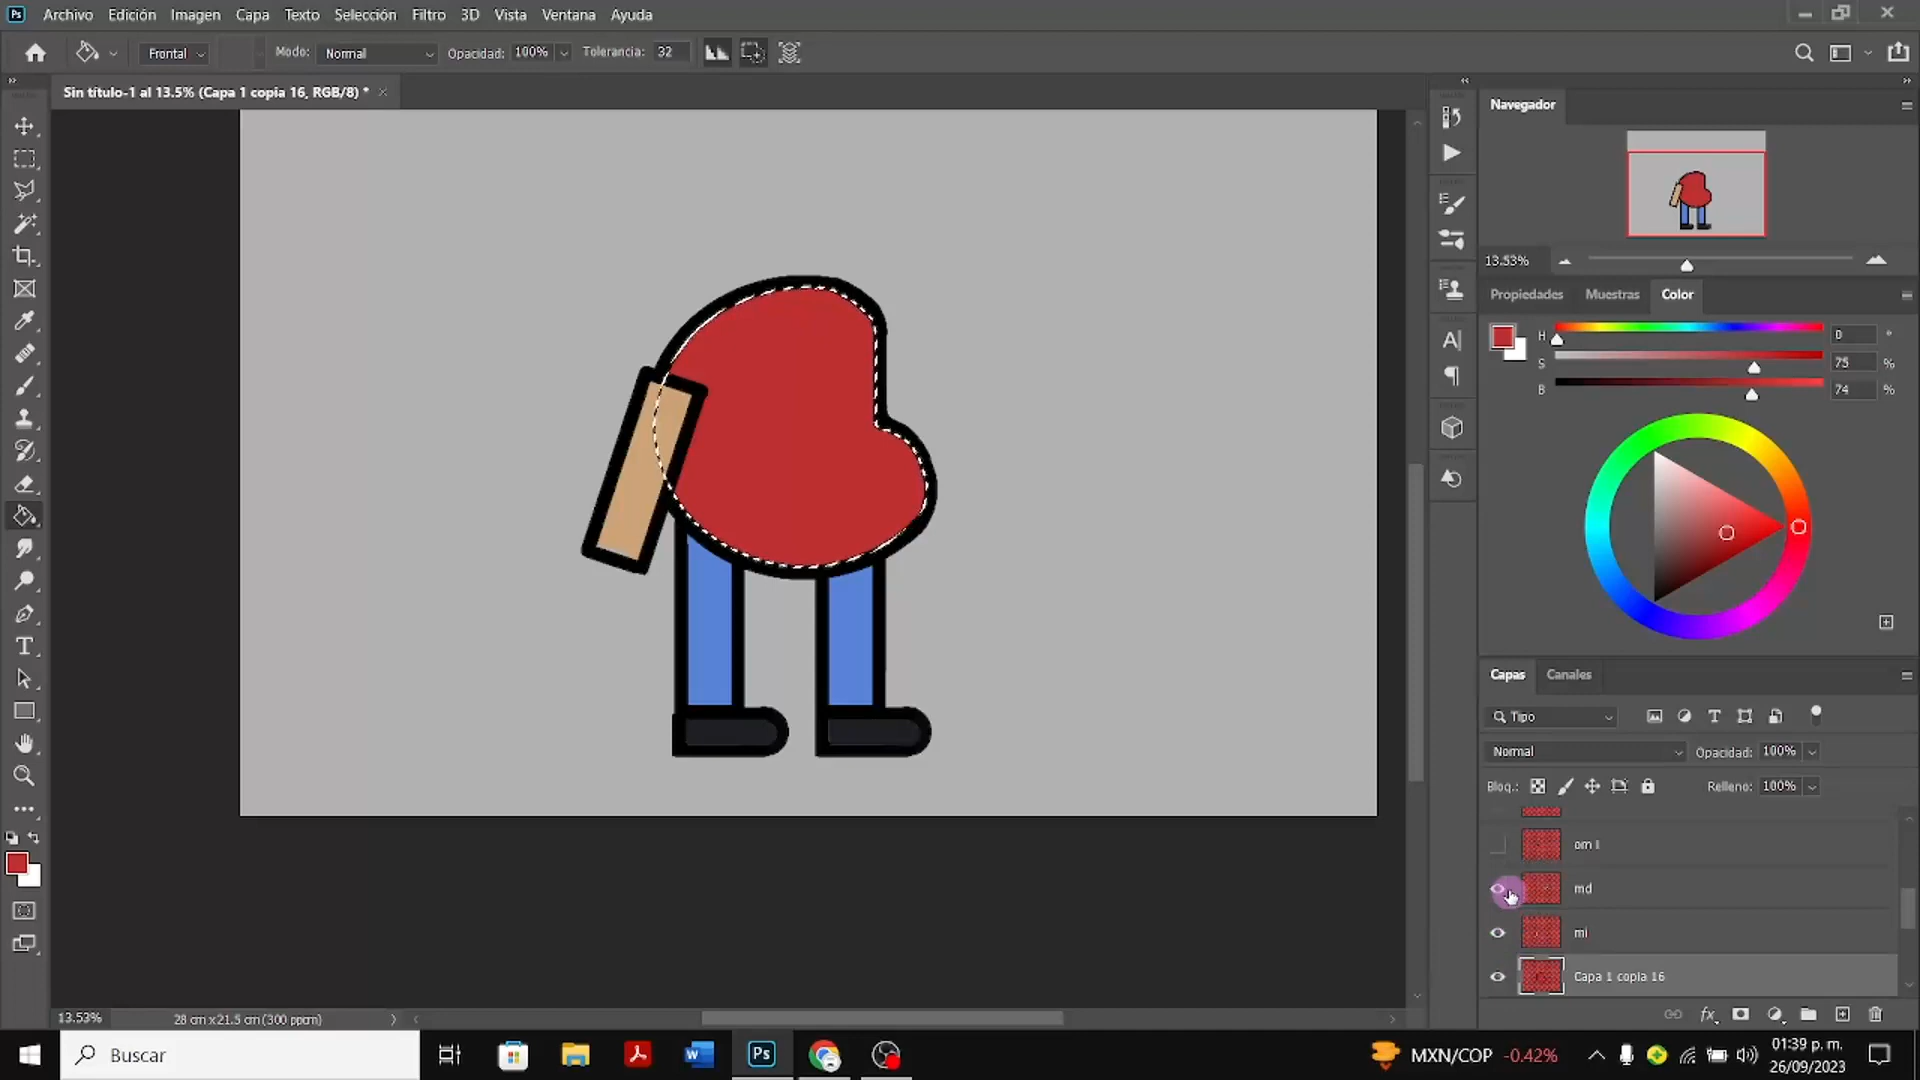 Ps Archivo Edición Imagen Capa Texto Selección Filtro 3D Vista Ventana Ayuda
Frontal Modo: Normal Opacidad: 100% Tolerancia: 32
Sin título-1 al 13.5% (Capa 1 copia 16, RGB/8) *
Navegador
13.53%
Propiedades Muestras Color
H 0 °
S 75 %
B 74 %
Capas Canales
Tipo
Normal Opacidad: 100%
Bloq.: Relleno: 100%
om i
md
mi
Capa 1 copia 16
13.53% 28 cm x 21.5 cm (300 ppcm)
Buscar
MXN/COP -0.42%
01:39 p. m.
26/09/2023